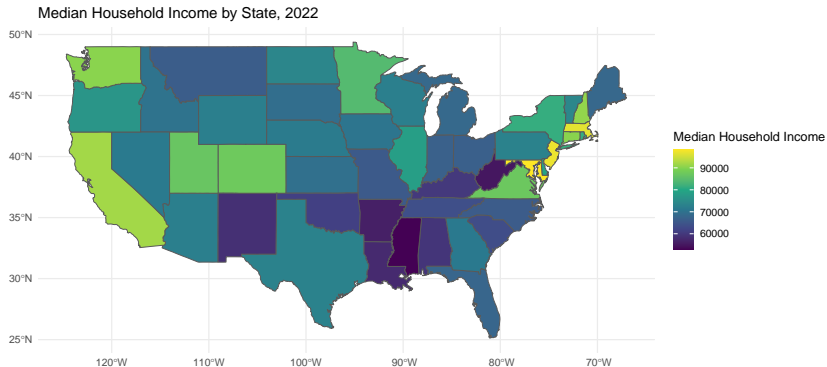 Median Household Income by State, 2022
50°N
45°N
40°N
35°N
30°N
25°N
120°W 110°W 100°W 90°W 80°W 70°W
Median Household Income
90000
80000
70000
60000